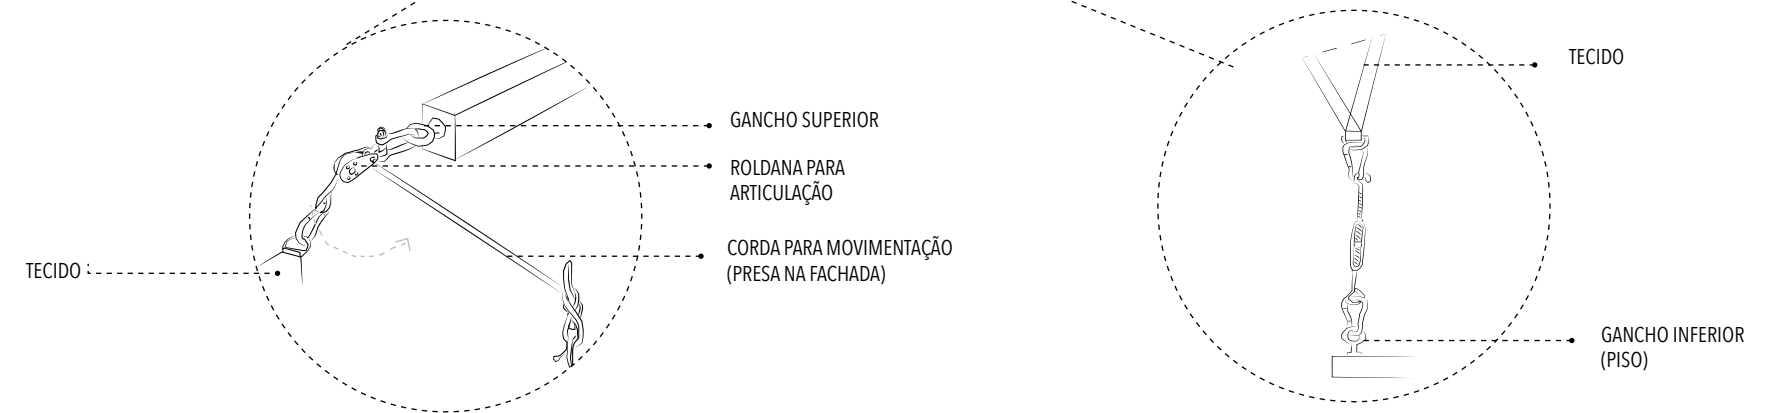 GANCHO SUPERIOR
ROLDANA PARA
ARTICULAÇÃO
CORDA PARA MOVIMENTAÇÃO
(PRESA NA FACHADA)
TECIDO
TECIDO
GANCHO INFERIOR
(PISO)